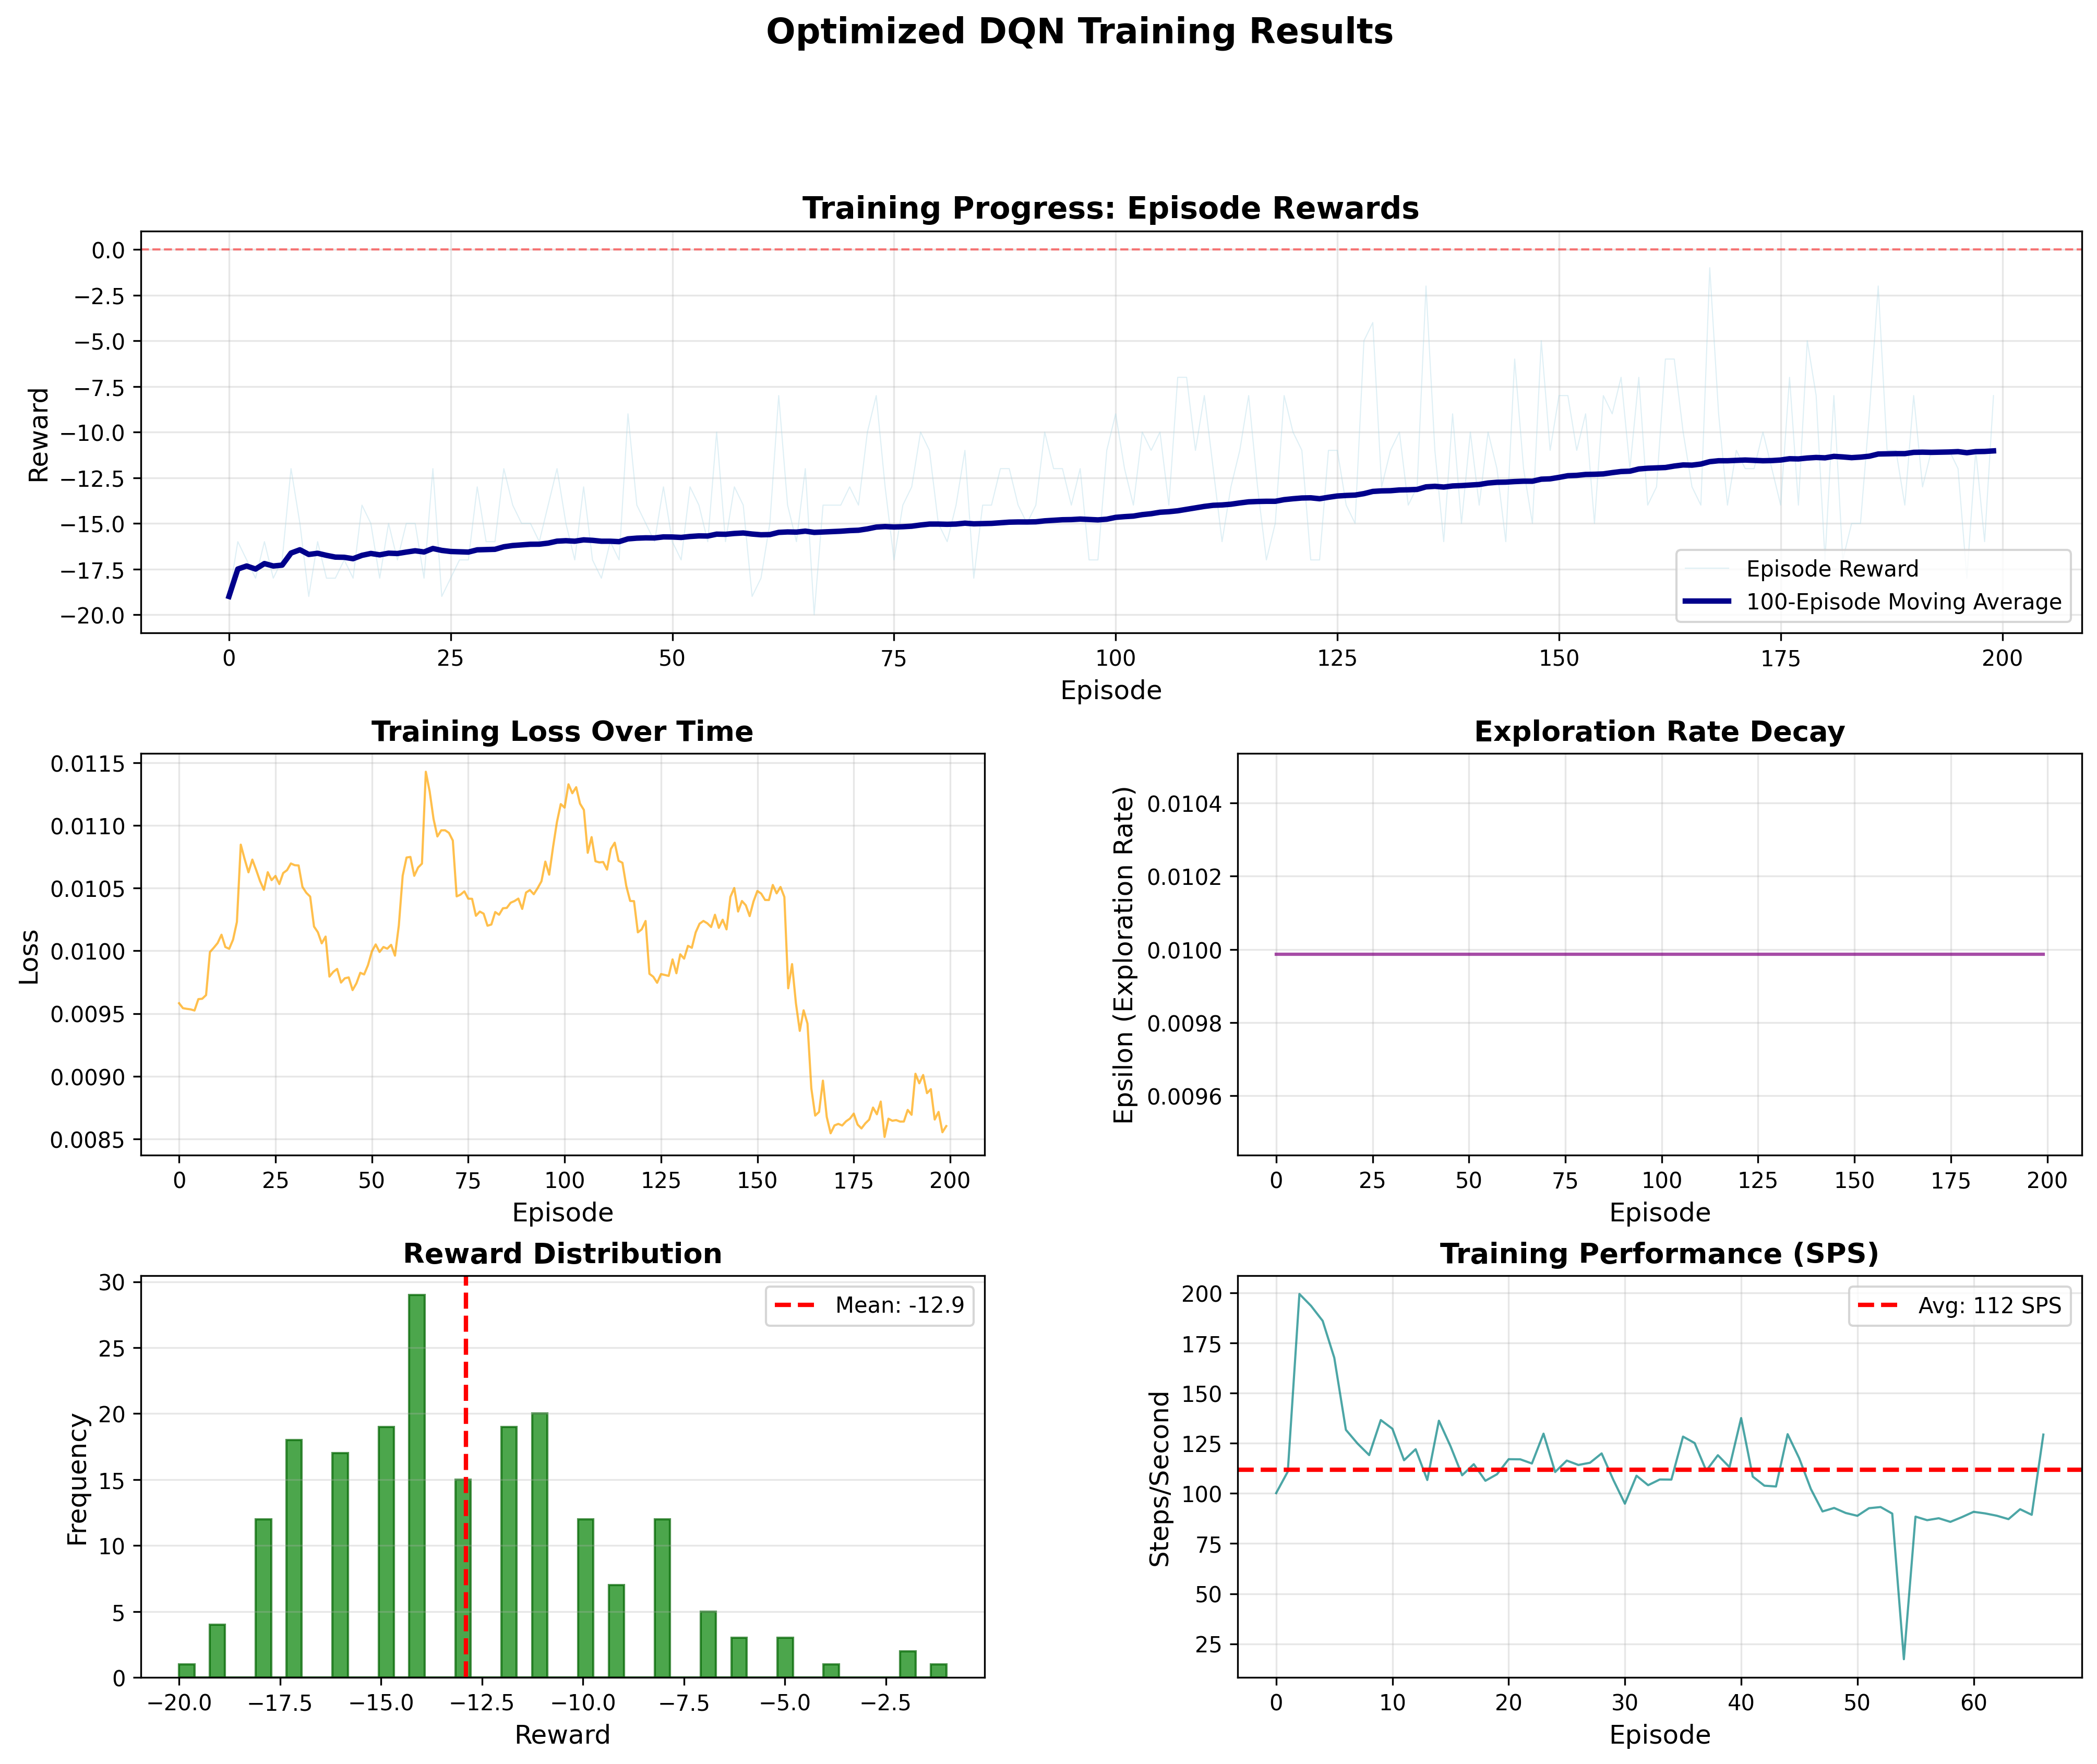 Optimized DQN Training Results
Training Progress: Episode Rewards
Reward
0.0
−2.5
−5.0
−7.5
−10.0
−12.5
−15.0
−17.5
−20.0
Episode Reward
100-Episode Moving Average
0 25 50 75 100 125 150 175 200
Episode
Training Loss Over Time
Loss
0.0115
0.0110
0.0105
0.0100
0.0095
0.0090
0.0085
0 25 50 75 100 125 150 175 200
Episode
Exploration Rate Decay
Epsilon (Exploration Rate)
0.0104
0.0102
0.0100
0.0098
0.0096
0 25 50 75 100 125 150 175 200
Episode
Reward Distribution
Frequency
30
25
20
15
10
5
0
Mean: -12.9
−20.0 −17.5 −15.0 −12.5 −10.0 −7.5 −5.0 −2.5
Reward
Training Performance (SPS)
Steps/Second
200
175
150
125
100
75
50
25
Avg: 112 SPS
0 10 20 30 40 50 60
Episode